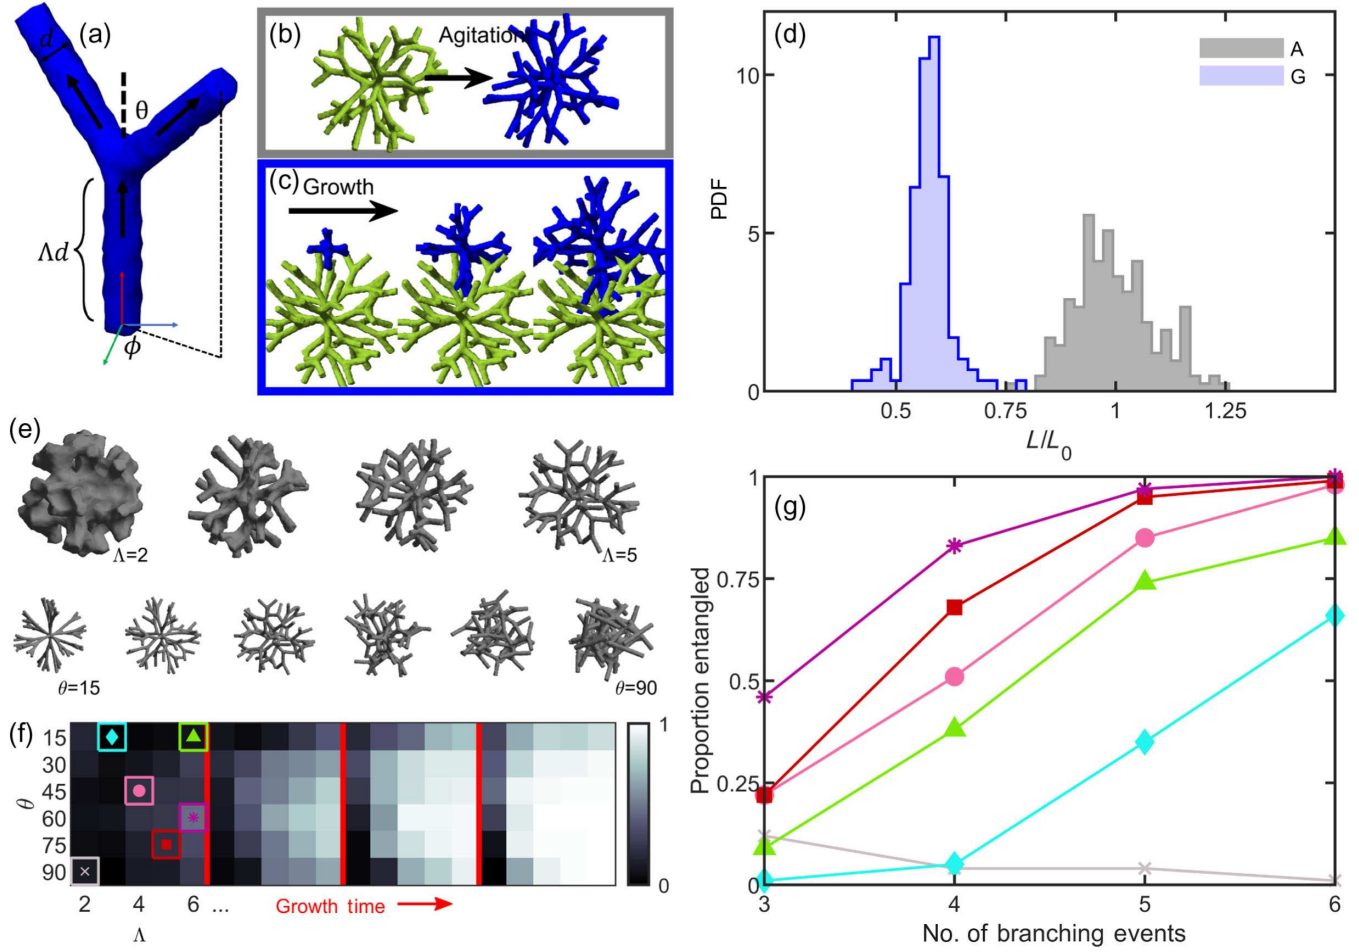 (a)
d
θ
Λd
ϕ
(b)
Agitation
(c)
Growth
(d)
A
G
10
5
0
PDF
0.5
0.75
1
1.25
L/L0
(e)
Λ=2
Λ=5
θ=15
θ=90
(f)
15
30
45
60
75
90
θ
2
4
6
...
Λ
Growth time
1
0
(g)
1
0.75
0.5
0.25
0
Proportion entangled
3
4
5
6
No. of branching events